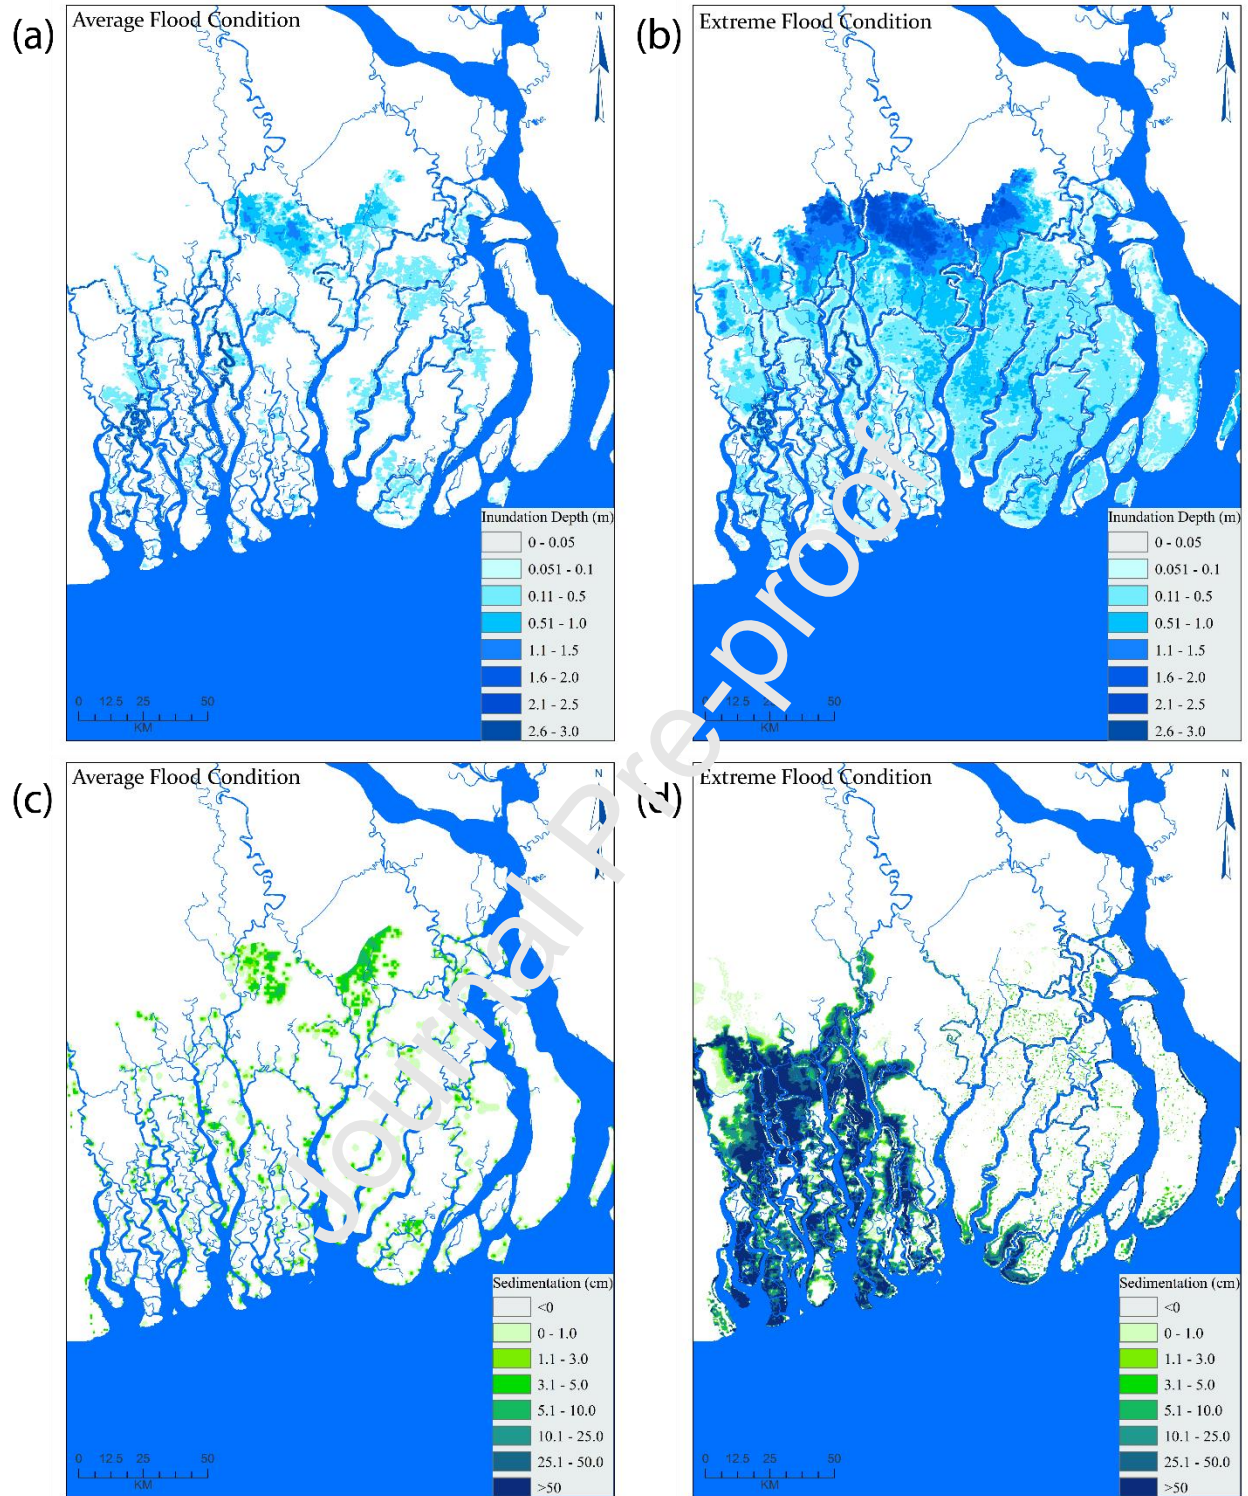 (a)
Average Flood Condition
N
Inundation Depth (m)
0 - 0.05
0.051 - 0.1
0.11 - 0.5
0.51 - 1.0
1.1 - 1.5
1.6 - 2.0
2.1 - 2.5
2.6 - 3.0
0 12.5 25 50
KM
(b)
Extreme Flood Condition
N
Inundation Depth (m)
0 - 0.05
0.051 - 0.1
0.11 - 0.5
0.51 - 1.0
1.1 - 1.5
1.6 - 2.0
2.1 - 2.5
2.6 - 3.0
0 12.5 25 50
KM
(c)
Average Flood Condition
N
Sedimentation (cm)
<0
0 - 1.0
1.1 - 3.0
3.1 - 5.0
5.1 - 10.0
10.1 - 25.0
25.1 - 50.0
>50
0 12.5 25 50
KM
(d)
Extreme Flood Condition
N
Sedimentation (cm)
<0
0 - 1.0
1.1 - 3.0
3.1 - 5.0
5.1 - 10.0
10.1 - 25.0
25.1 - 50.0
>50
0 12.5 25 50
KM
Journal Pre-proof